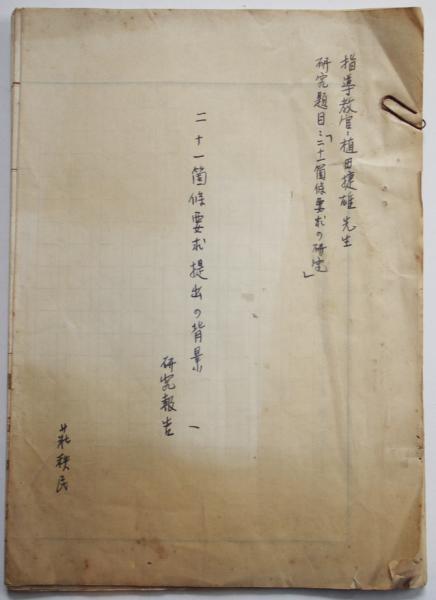 指導教官:植田捷雄先生
研究題目:「二十一箇條要求の研究」
二十一箇條要求提出の背景
研究報告 一
莊秩民